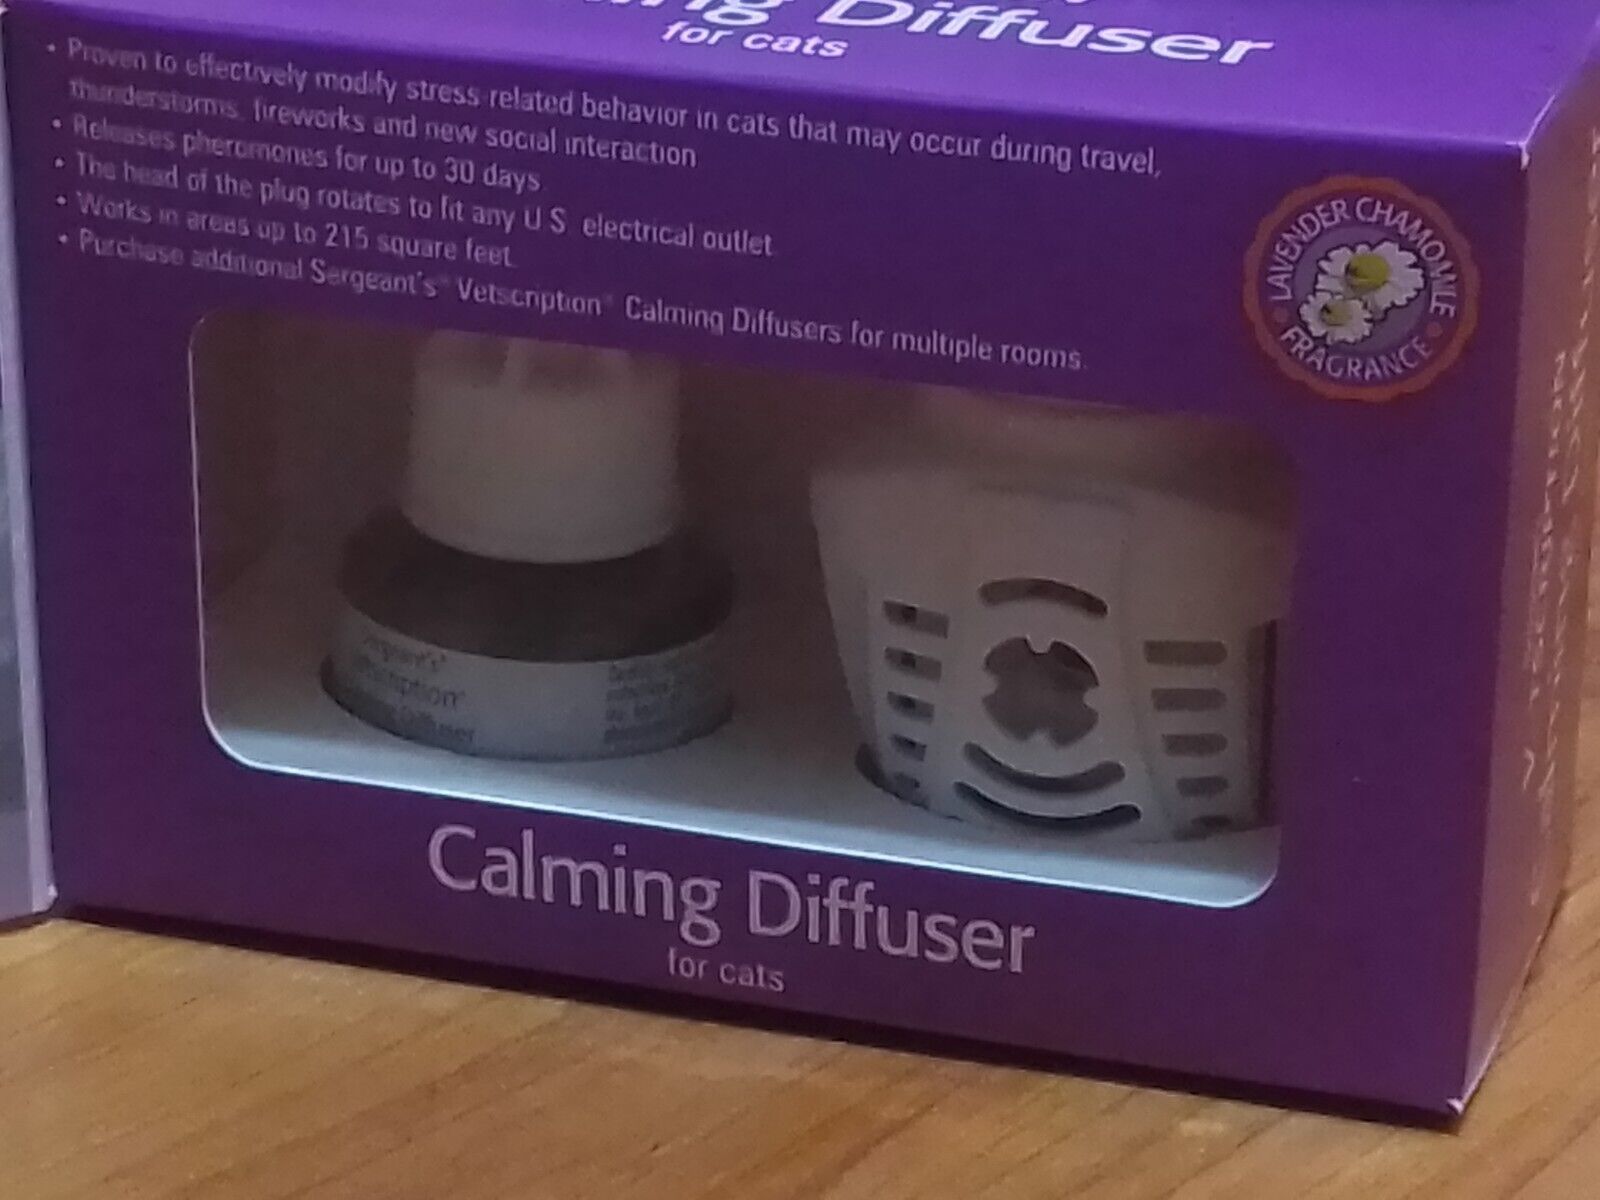 Diffuser
for cats
• Proven to effectively modify stress related behavior in cats that may occur during travel,
thunderstorms, fireworks and new social interaction
• Releases pheromones for up to 30 days.
• The head of the plug rotates to fit any U S electrical outlet
• Works in areas up to 215 square feet.
• Purchase additional Sergeant's Vetscription Calming Diffusers for multiple rooms.
LAVENDER CHAMOMILE
FRAGRANCE
Calming Diffuser
for cats